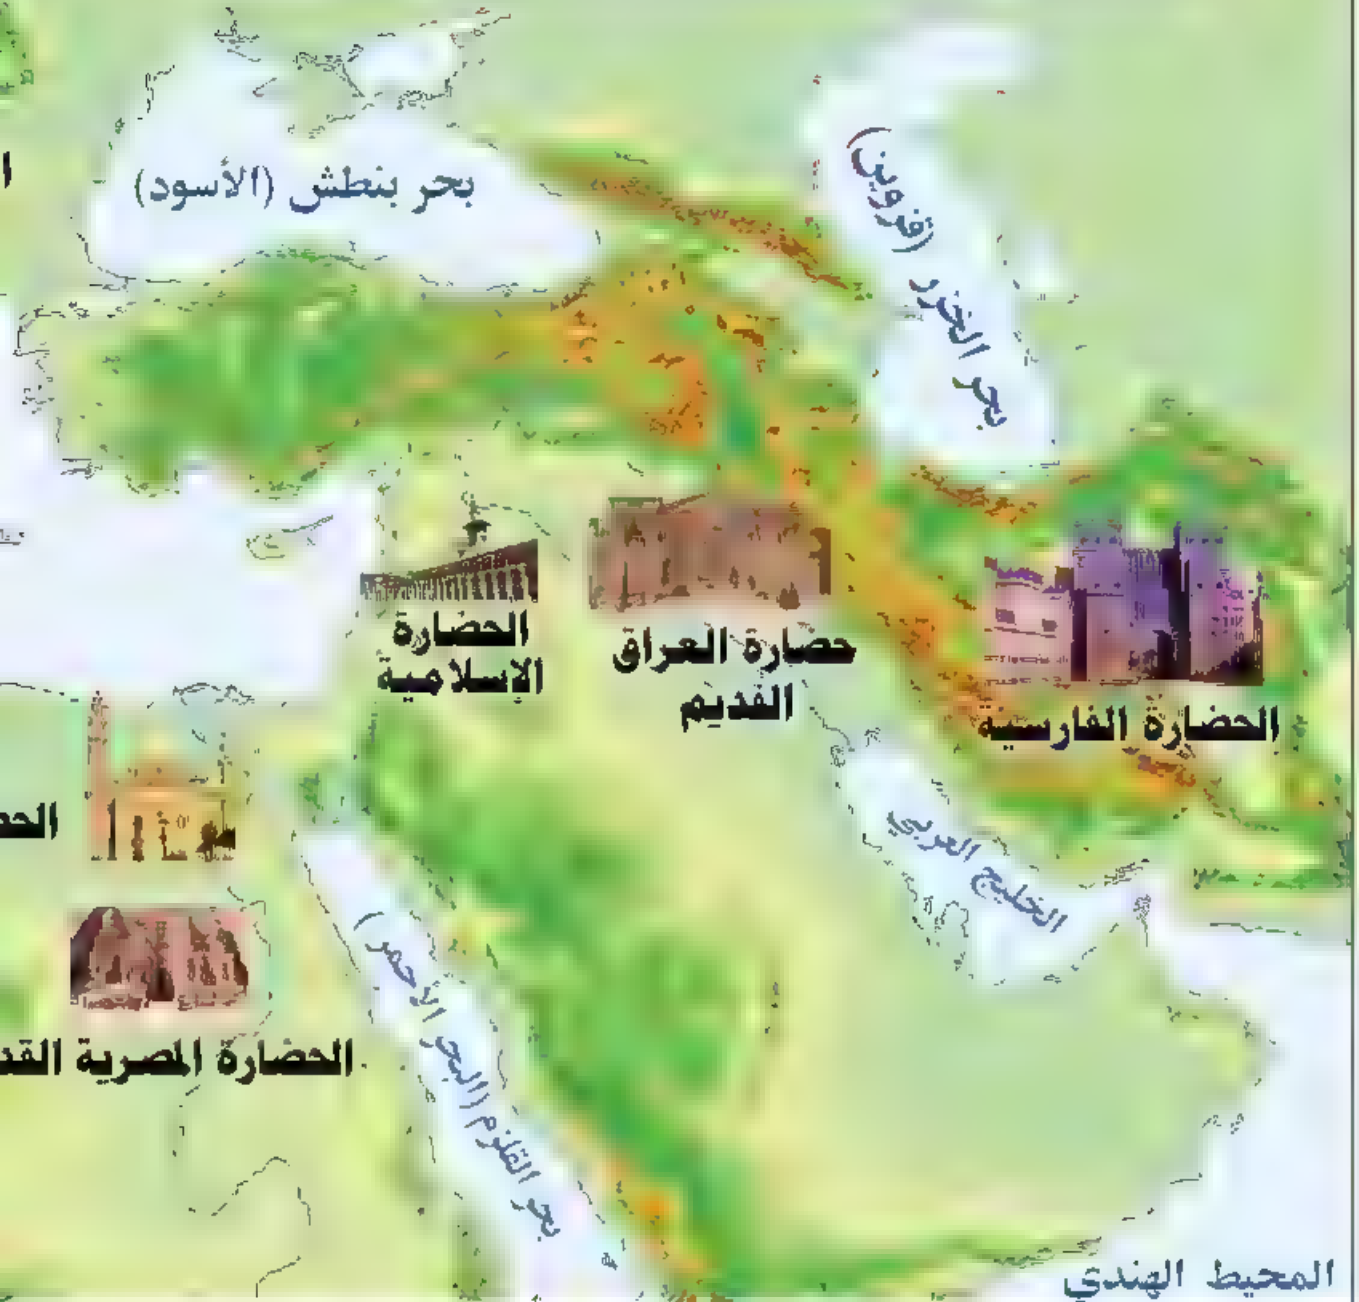 بحر بنطش (الأسود)
بحر الخزر (قزوين)
الحضارة
الإسلامية
حضارة العراق
القديم
الحضارة الفارسية
الخليج العربي
الحضارة المصرية القد
بحر القلزم (البحر الأحمر)
المحيط الهندي